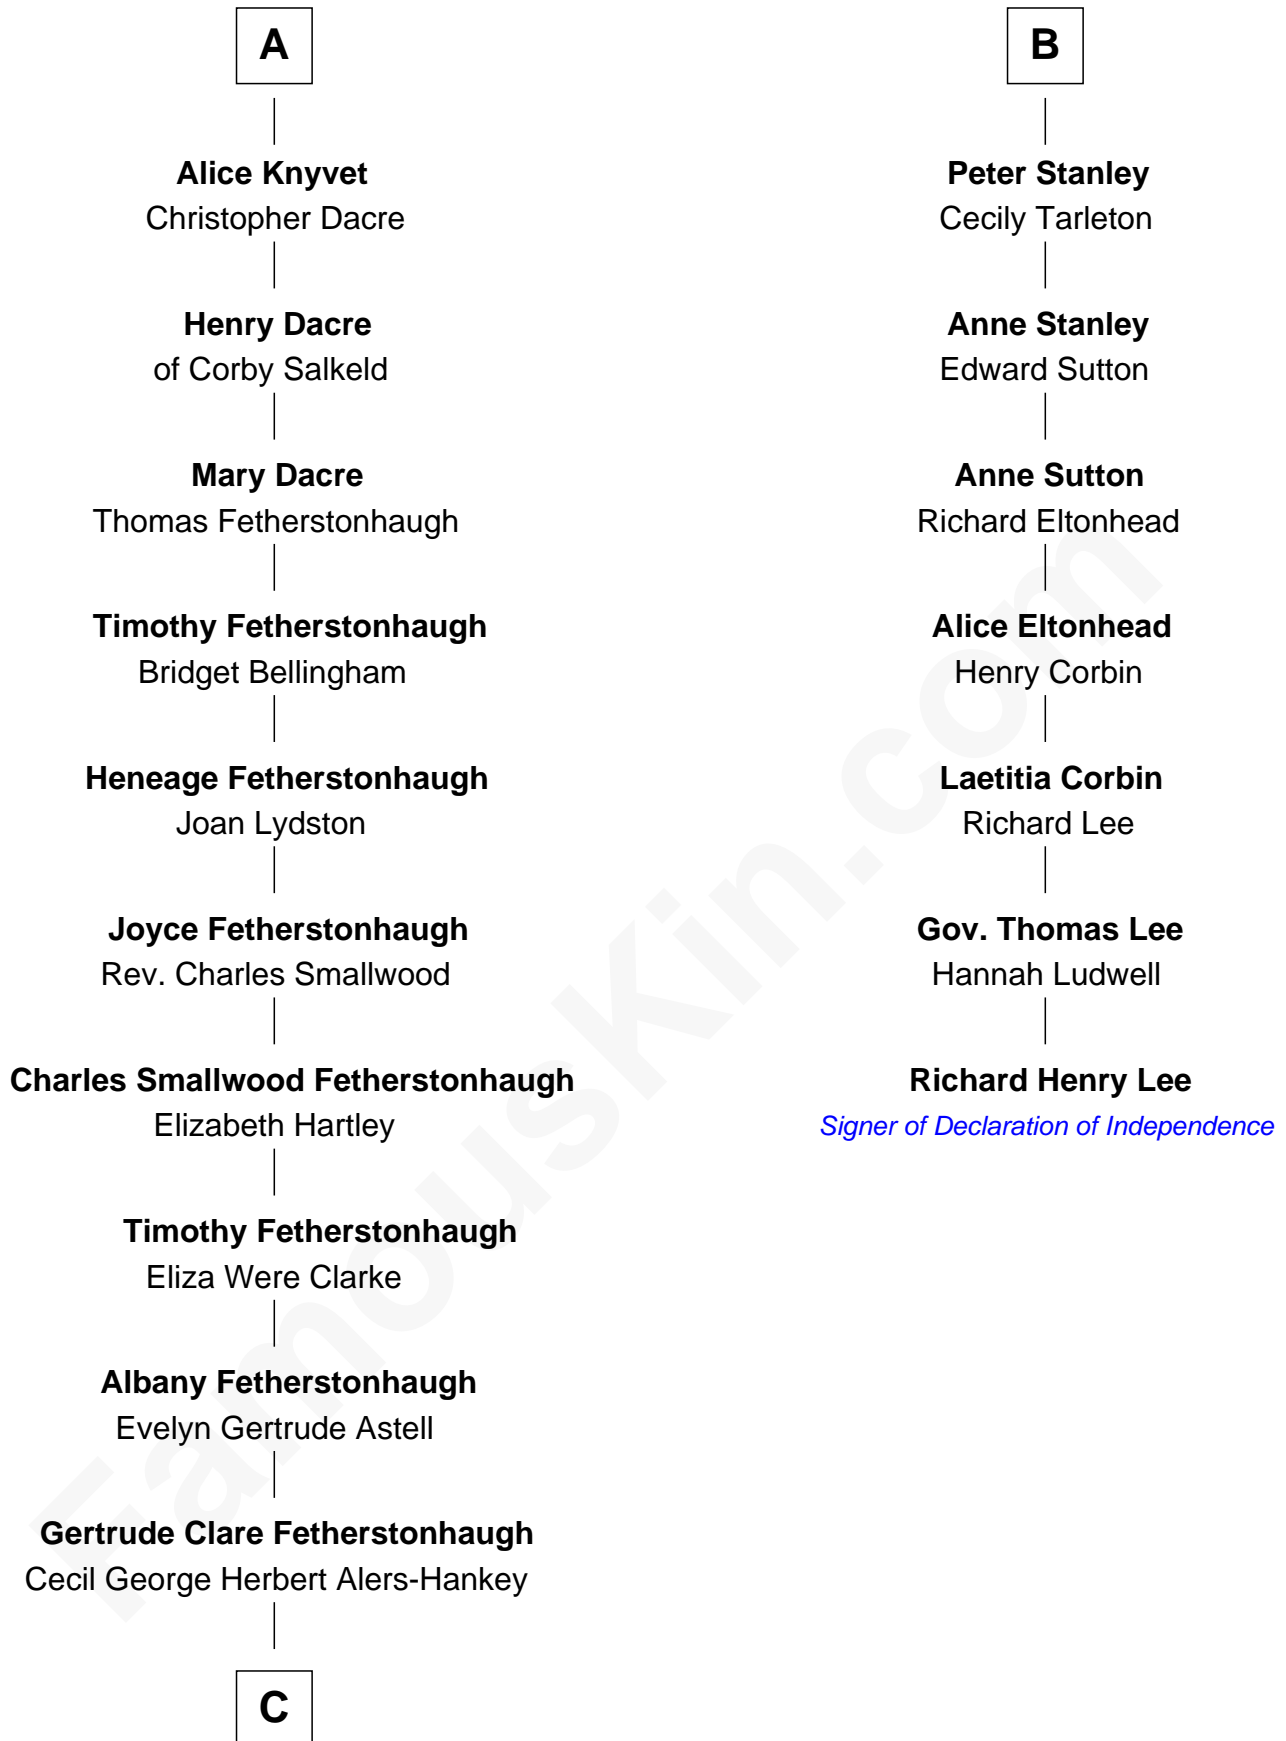 A
Alice Knyvet
Christopher Dacre
Henry Dacre
of Corby Salkeld
Mary Dacre
Thomas Fetherstonhaugh
Timothy Fetherstonhaugh
Bridget Bellingham
Heneage Fetherstonhaugh
Joan Lydston
Joyce Fetherstonhaugh
Rev. Charles Smallwood
Charles Smallwood Fetherstonhaugh
Elizabeth Hartley
Timothy Fetherstonhaugh
Eliza Were Clarke
Albany Fetherstonhaugh
Evelyn Gertrude Astell
Gertrude Clare Fetherstonhaugh
Cecil George Herbert Alers-Hankey
C
B
Peter Stanley
Cecily Tarleton
Anne Stanley
Edward Sutton
Anne Sutton
Richard Eltonhead
Alice Eltonhead
Henry Corbin
Laetitia Corbin
Richard Lee
Gov. Thomas Lee
Hannah Ludwell
Richard Henry Lee
Signer of Declaration of Independence
FamousKin.com